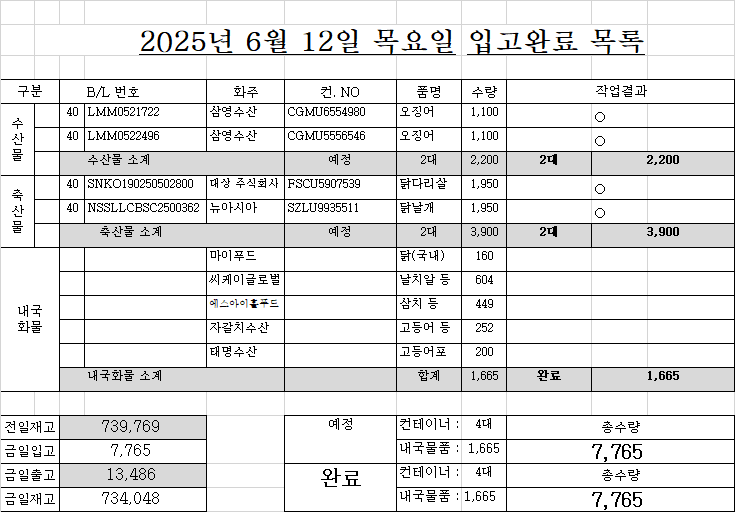 2025년 6월 12일 목요일 입고완료 목록
구분 B/L 번호 화주 컨. NO 품명 수량 작업결과
수산물
40 LMM0521722 삼영수산 CGMU6554980 오징어 1,100 ○
40 LMM0522496 삼영수산 CGMU5556546 오징어 1,100 ○
수산물 소계 예정 2대 2,200 2대 2,200
축산물
40 SNKO190250502800 대상 주식회사 FSCU5907539 닭다리살 1,950 ○
40 NSSLLCBSC2500362 뉴아시아 SZLU9935511 닭날개 1,950 ○
축산물 소계 예정 2대 3,900 2대 3,900
내국화물
마이푸드 닭(국내) 160
씨케이글로벌 날치알 등 604
에스아이홀푸드 삼치 등 449
자갈치수산 고등어 등 252
태명수산 고등어포 200
내국화물 소계 합계 1,665 완료 1,665
전일재고 739,769 예정 컨테이너 : 4대 총수량
금일입고 7,765 내국물품 : 1,665 7,765
금일출고 13,486 완료 컨테이너 : 4대 총수량
금일재고 734,048 내국물품 : 1,665 7,765